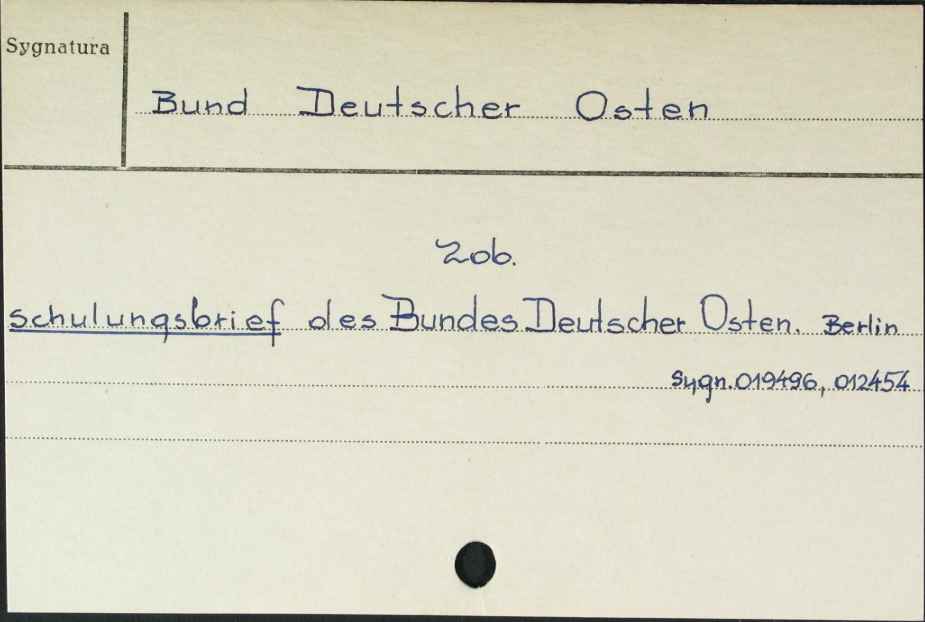 Sygnatura
Bund Deutscher Osten
Zob.
Schulungsbrief des Bundes Deutscher Osten. Berlin
Sygn. 019496, 012454